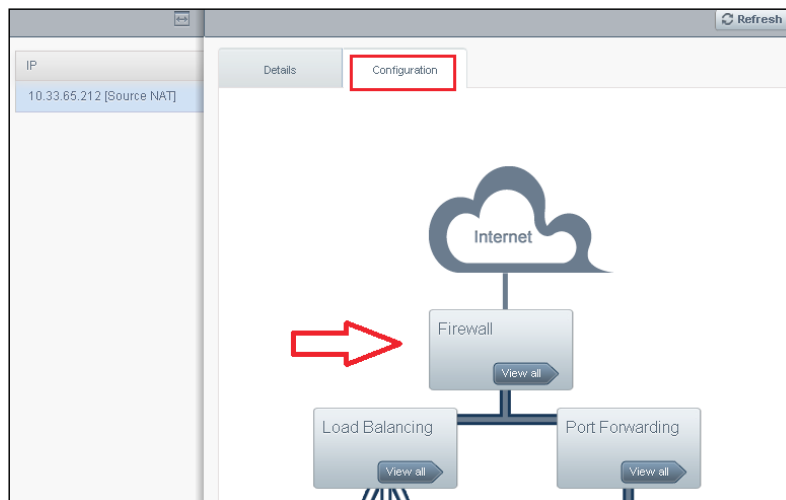 Refresh
IP
10.33.65.212 [Source NAT]
Details
Configuration
Internet
Firewall
View all
Load Balancing
View all
Port Forwarding
View all